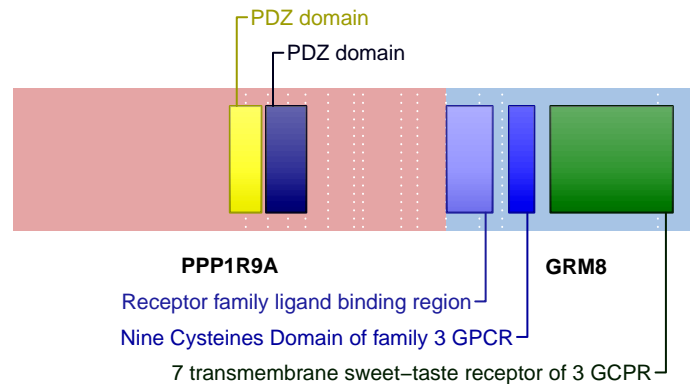 PDZ domain
PDZ domain
PPP1R9A
GRM8
Receptor family ligand binding region
Nine Cysteines Domain of family 3 GPCR
7 transmembrane sweet−taste receptor of 3 GCPR